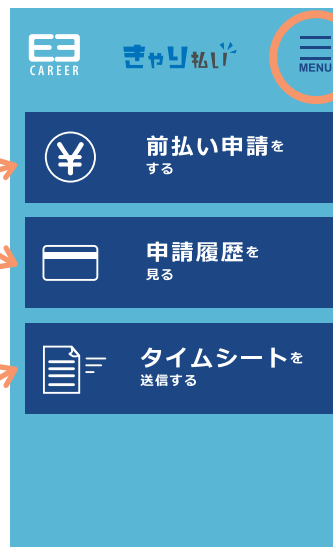 E3
CAREER
きゃり払い
MENU
前払い申請を
する
申請履歴を
見る
タイムシートを
送信する